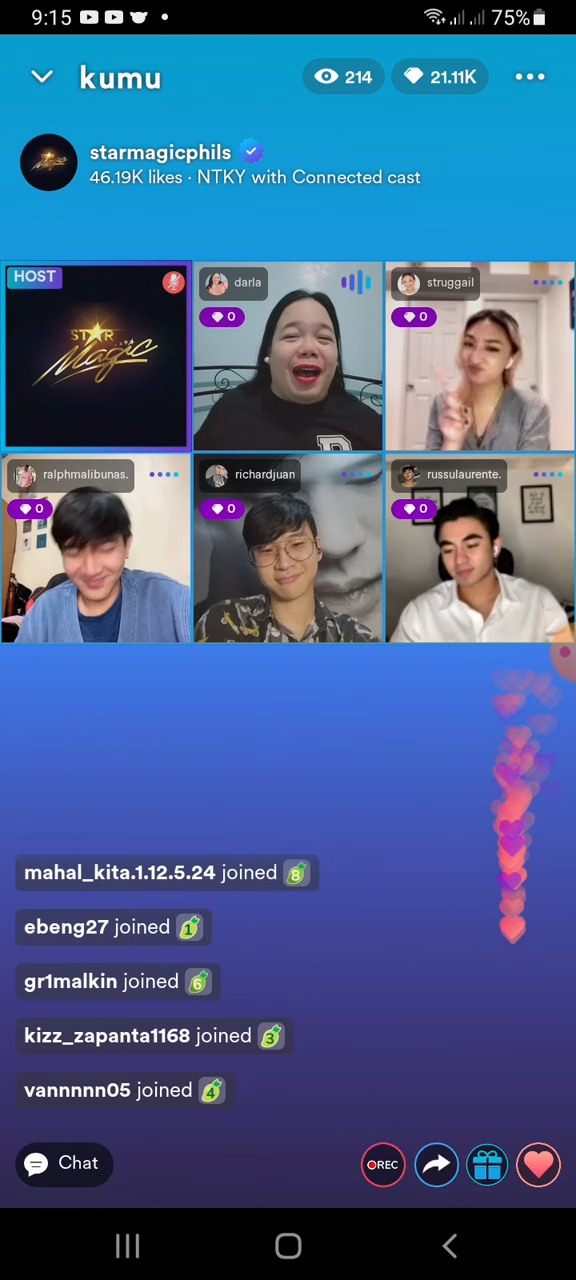 9:15
75%
kumu
214
21.11K
starmagicphils
46.19K likes · NTKY with Connected cast
HOST
STAR
Magic
darla
0
struggail
0
ralphmalibunas.
0
richardjuan
0
russulaurente.
0
mahal_kita.1.12.5.24 joined 8
ebeng27 joined 1
gr1malkin joined 6
kizz_zapanta1168 joined 3
vannnnn05 joined 4
Chat
REC